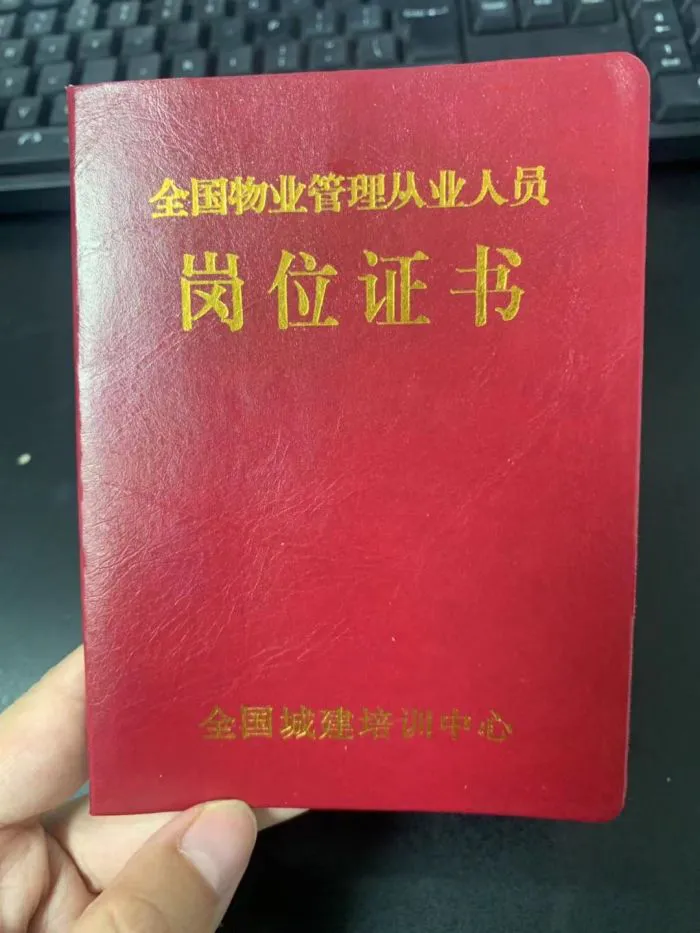 全国物业管理从业人员
岗位证书
全国城建培训中心